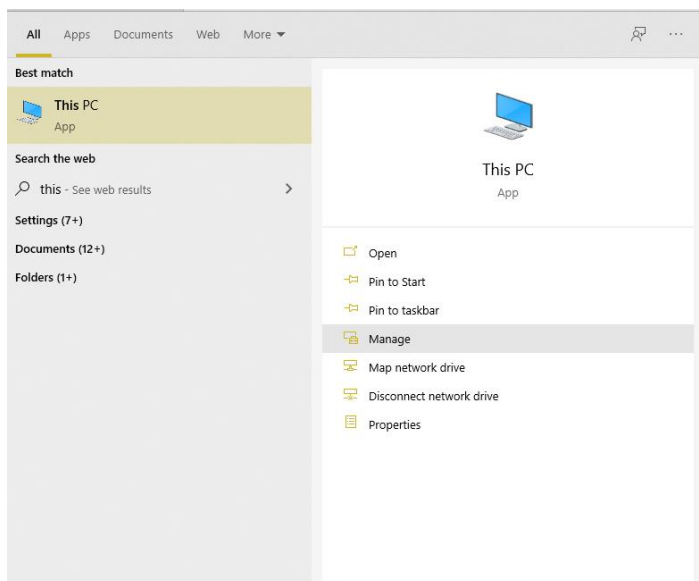 All Apps Documents Web More
Best match
This PC
App
Search the web
this - See web results
Settings (7+)
Documents (12+)
Folders (1+)
This PC
App
Open
Pin to Start
Pin to taskbar
Manage
Map network drive
Disconnect network drive
Properties